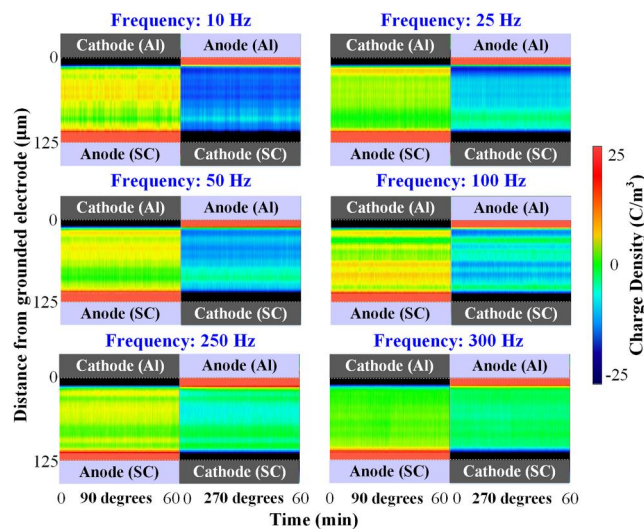 Frequency: 10 Hz
Frequency: 25 Hz
Cathode (Al)
Anode (Al)
Cathode (Al)
Anode (Al)
0
125
Anode (SC)
Cathode (SC)
Anode (SC)
Cathode (SC)
Frequency: 50 Hz
Frequency: 100 Hz
Cathode (Al)
Anode (Al)
Cathode (Al)
Anode (Al)
0
125
Anode (SC)
Cathode (SC)
Anode (SC)
Cathode (SC)
Frequency: 250 Hz
Frequency: 300 Hz
Cathode (Al)
Anode (Al)
Cathode (Al)
Anode (Al)
0
125
Anode (SC)
Cathode (SC)
Anode (SC)
Cathode (SC)
0 90 degrees 60 0 270 degrees 60
0 90 degrees 60 0 270 degrees 60
Time (min)
Distance from grounded electrode (μm)
25
0
-25
Charge Density (C/m³)